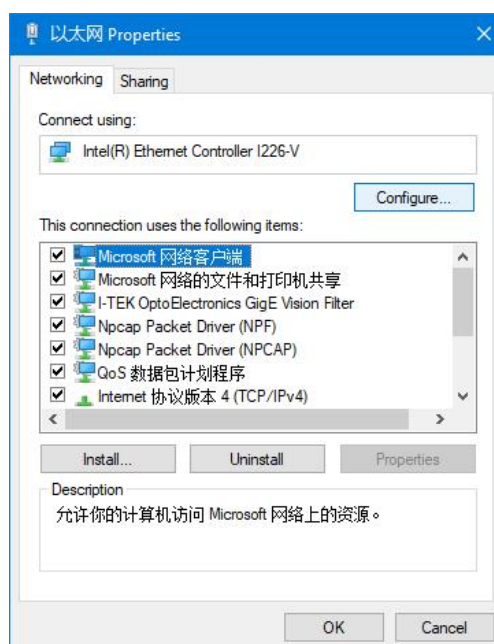 以太网 Properties
Networking Sharing
Connect using:
Intel(R) Ethernet Controller I226-V
Configure...
This connection uses the following items:
Microsoft 网络客户端
Microsoft 网络的文件和打印机共享
I-TEK OptoElectronics GigE Vision Filter
Npcap Packet Driver (NPF)
Npcap Packet Driver (NPCAP)
QoS 数据包计划程序
Internet 协议版本 4 (TCP/IPv4)
Install... Uninstall Properties
Description
允许你的计算机访问 Microsoft 网络上的资源。
OK Cancel